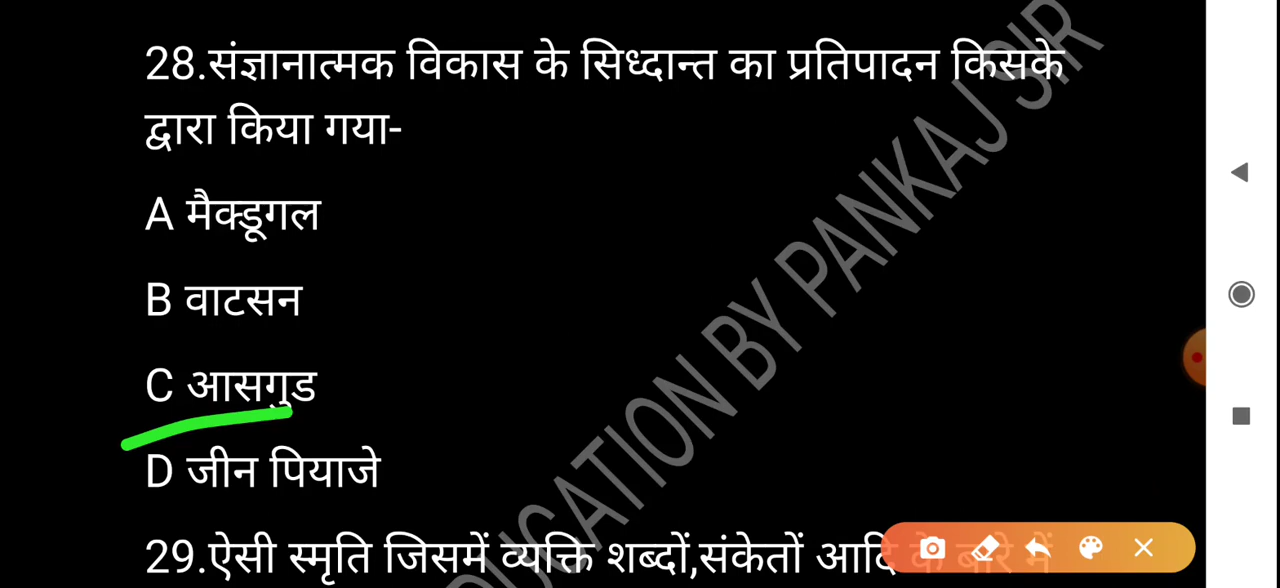 28.संज्ञानात्मक विकास के सिध्दान्त का प्रतिपादन किसके
द्वारा किया गया-
A मैक्डूगल
B वाटसन
C आसगुड
D जीन पियाजे
29.ऐसी स्मृति जिसमें व्यक्ति शब्दों,संकेतों आदि के बारे में
EDUCATION BY PANKAJ SIR